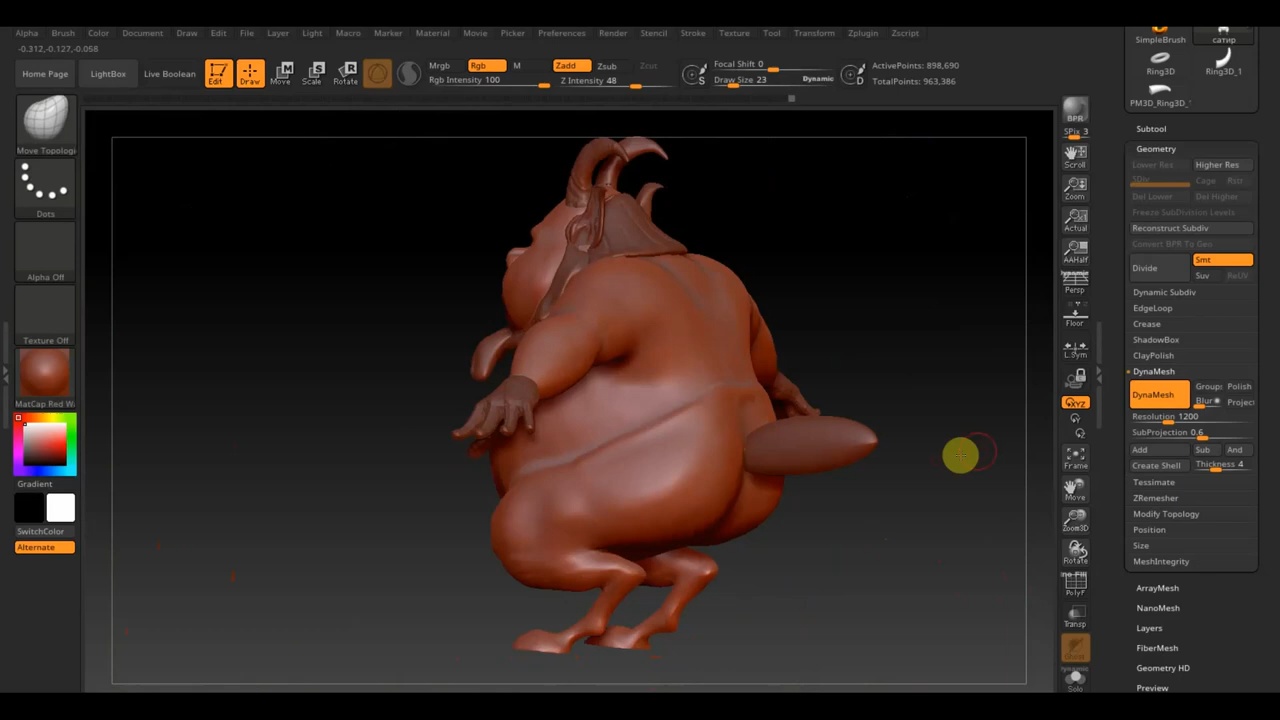 Alpha Brush Color Document Draw Edit File Layer Light Macro Marker Material Movie Picker Preferences Render Stencil Stroke Texture Tool Transform Zplugin Zscript
-0.312,-0.127,-0.058
Home Page LightBox Live Boolean Edit Draw Move Scale Rotate
Mrgb Rgb M Zadd Zsub Zcut
Rgb Intensity 100 Z Intensity 48
S Focal Shift 0
Draw Size 23 Dynamic
D ActivePoints: 898,690
TotalPoints: 963,386
Move Topologi
Dots
Alpha Off
Texture Off
MatCap Red W
Gradient
SwitchColor
Alternate
BPR
SPix 3
Scroll
Zoom
Actual
AAHalf
Dynamic
Persp
Floor
L.Sym
XYZ
Frame
Move
Zoom3D
Rotate
PolyF
Transp
Dynamic
Solo
SimpleBrush сатир
Ring3D Ring3D_1
PM3D_Ring3D_1
Subtool
Geometry
Lower Res Higher Res
SDiv Cage Rstr
Del Lower Del Higher
Freeze SubDivision Levels
Reconstruct Subdiv
Convert BPR To Geo
Divide Smt
Suv ReUV
Dynamic Subdiv
EdgeLoop
Crease
ShadowBox
ClayPolish
DynaMesh
DynaMesh Groups Polish
Blur Project
Resolution 1200
SubProjection 0.6
Add Sub And
Create Shell Thickness 4
Tessimate
ZRemesher
Modify Topology
Position
Size
MeshIntegrity
ArrayMesh
NanoMesh
Layers
FiberMesh
Geometry HD
Preview